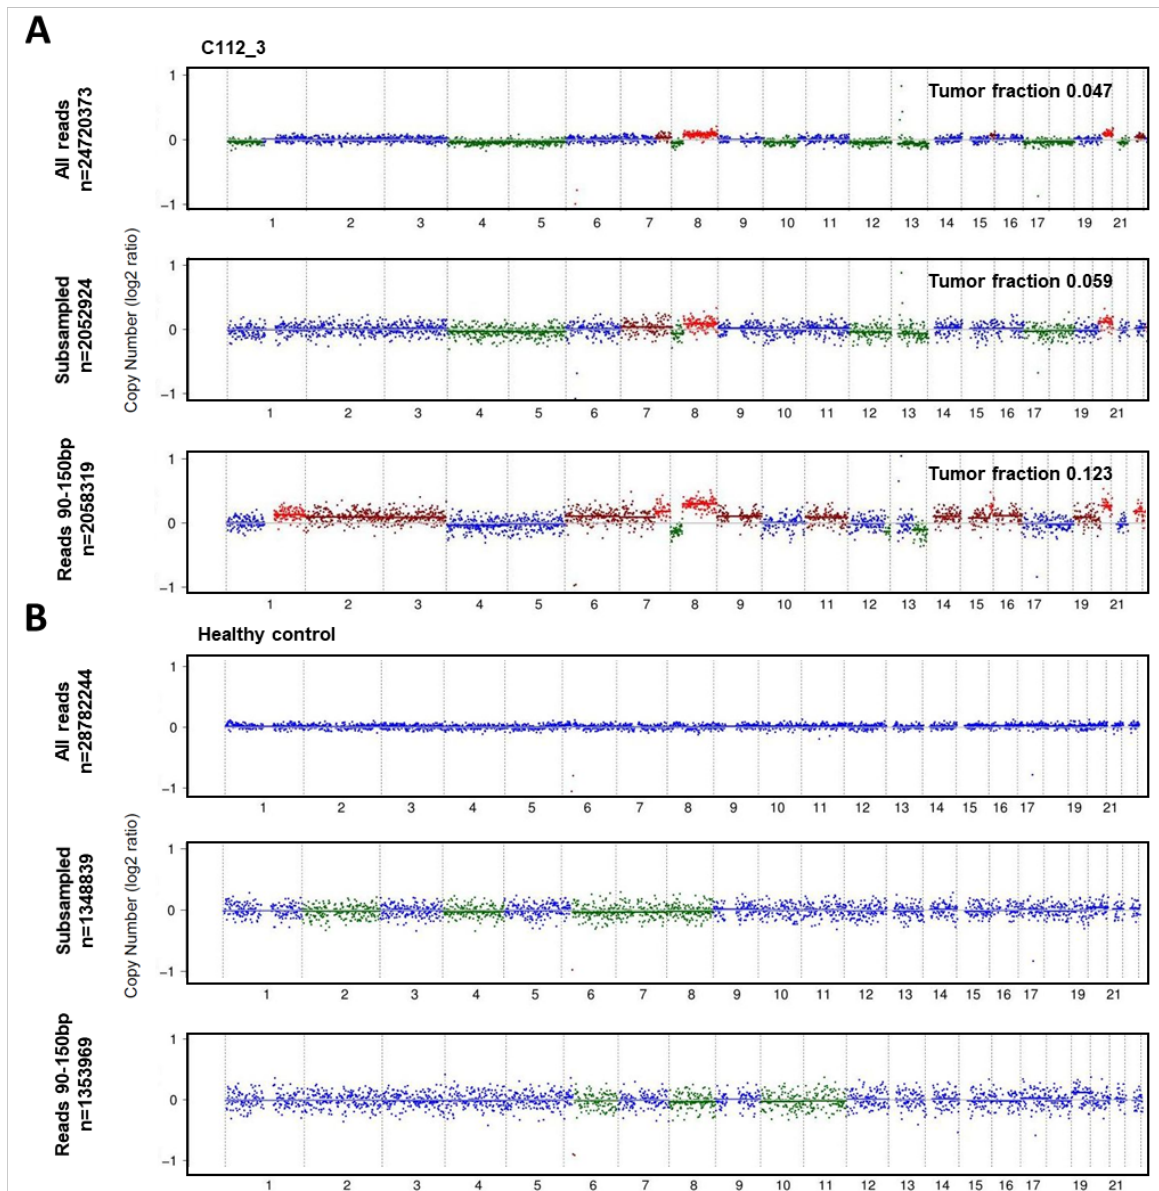 A
C112_3
All reads
n=24720373
Tumor fraction 0.047
1
0
−1
1 2 3 4 5 6 7 8 9 10 11 12 13 14 15 16 17 19 21
Copy Number (log2 ratio)
Subsampled
n=2052924
Tumor fraction 0.059
1
0
−1
1 2 3 4 5 6 7 8 9 10 11 12 13 14 15 16 17 19 21
Reads 90-150bp
n=2058319
Tumor fraction 0.123
1
0
−1
1 2 3 4 5 6 7 8 9 10 11 12 13 14 15 16 17 19 21
B
Healthy control
All reads
n=28782244
1
0
−1
1 2 3 4 5 6 7 8 9 10 11 12 13 14 15 16 17 19 21
Copy Number (log2 ratio)
Subsampled
n=1348839
1
0
−1
1 2 3 4 5 6 7 8 9 10 11 12 13 14 15 16 17 19 21
Reads 90-150bp
n=1353969
1
0
−1
1 2 3 4 5 6 7 8 9 10 11 12 13 14 15 16 17 19 21